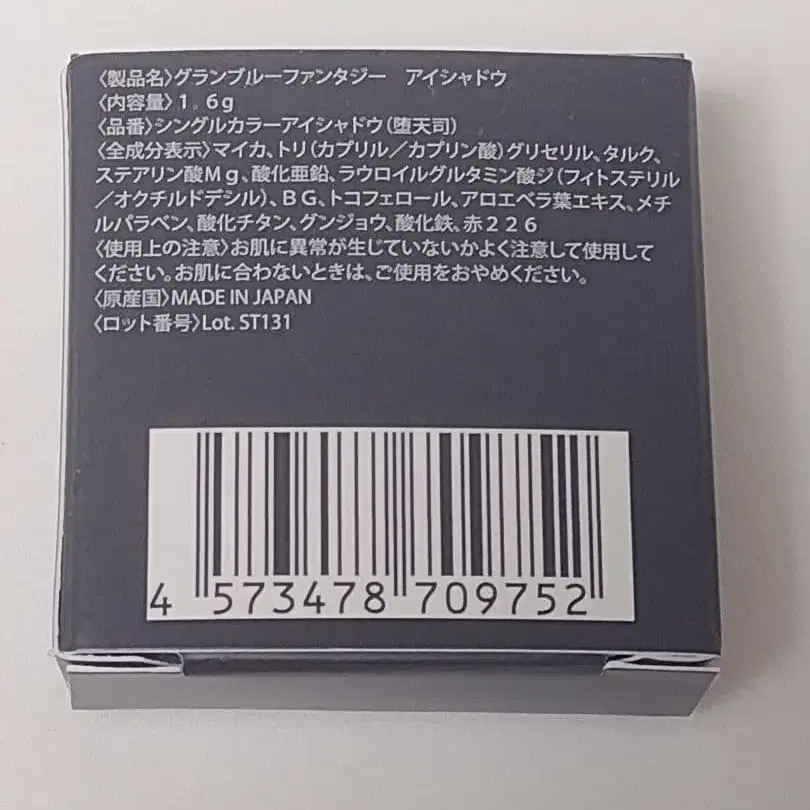 〈製品名〉グランブルーファンタジー　アイシャドウ
〈内容量〉１．６g
〈品番〉シングルカラーアイシャドウ（堕天司）
〈全成分表示〉マイカ、トリ（カプリル／カプリン酸）グリセリル、タルク、
ステアリン酸Ｍｇ、酸化亜鉛、ラウロイルグルタミン酸ジ（フィトステリル
／オクチルドデシル）、ＢＧ、トコフェロール、アロエベラ葉エキス、メチ
ルパラベン、酸化チタン、グンジョウ、酸化鉄、赤２２６
〈使用上の注意〉お肌に異常が生じていないかよく注意して使用して
ください。お肌に合わないときは、ご使用をおやめください。
〈原産国〉MADE IN JAPAN
〈ロット番号〉Lot. ST131
4 573478 709752